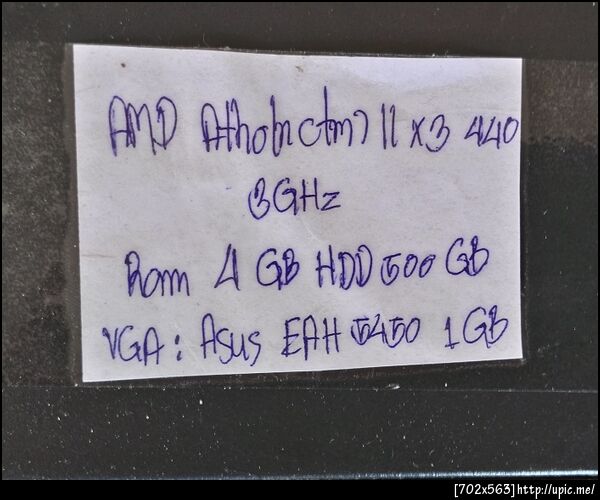 AMD Athlon(tm) II X3 440
3GHz
Ram 4 GB HDD 500 GB
VGA: Asus EAH 5450 1GB
[702x563]http://upic.me/